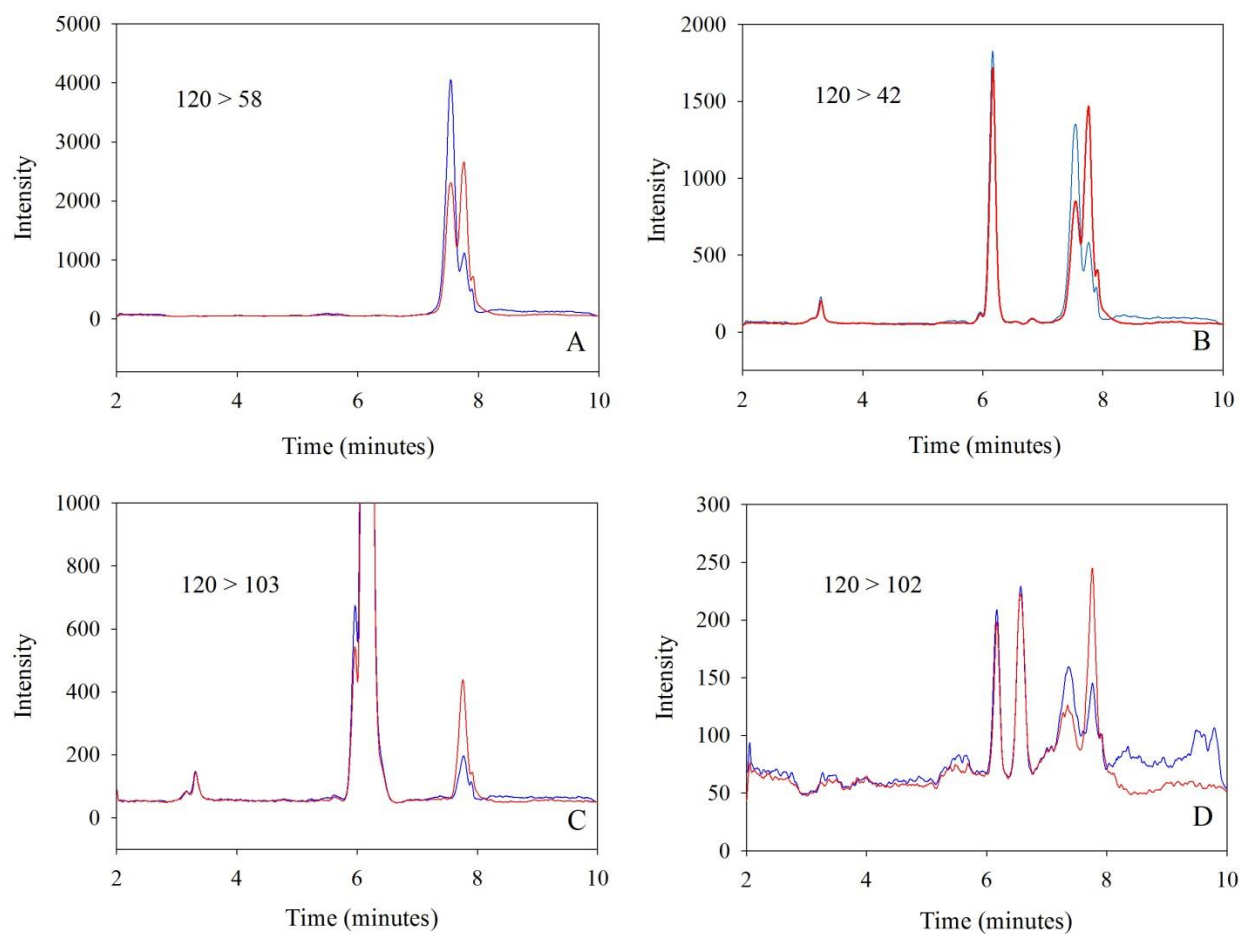 5000
4000
3000
2000
1000
0
Intensity
120 > 58
A
2 4 6 8 10
Time (minutes)
2000
1500
1000
500
0
Intensity
120 > 42
B
2 4 6 8 10
Time (minutes)
1000
800
600
400
200
0
Intensity
120 > 103
C
2 4 6 8 10
Time (minutes)
300
250
200
150
100
50
0
Intensity
120 > 102
D
2 4 6 8 10
Time (minutes)